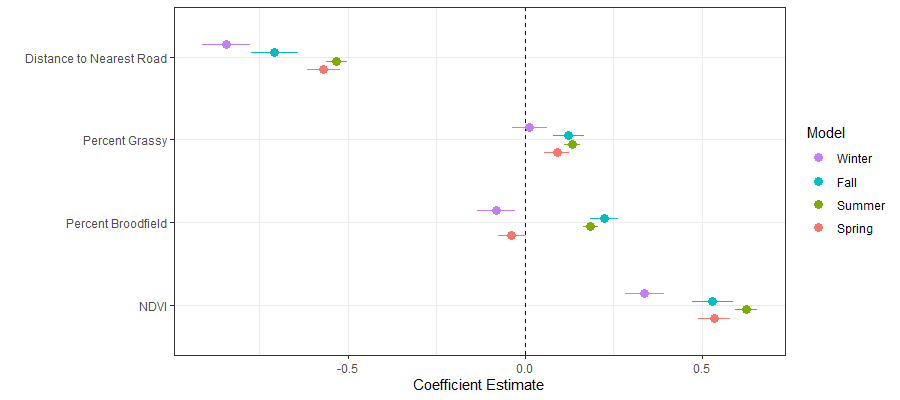 Distance to Nearest Road
Percent Grassy
Percent Broodfield
NDVI
-0.5
0.0
0.5
Coefficient Estimate
Model
Winter
Fall
Summer
Spring